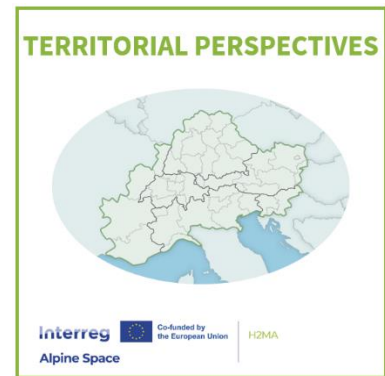 TERRITORIAL PERSPECTIVES
Interreg
Co-funded by
the European Union
H2MA
Alpine Space